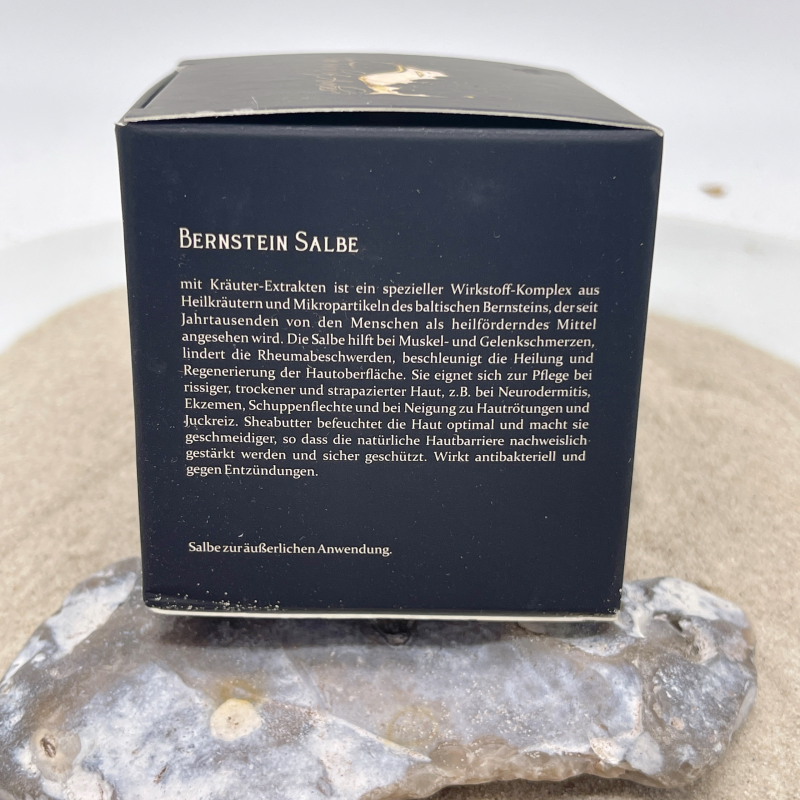 BERNSTEIN SALBE
mit Kräuter-Extrakten ist ein spezieller Wirkstoff-Komplex aus
Heilkräutern und Mikropartikeln des baltischen Bernsteins, der seit
Jahrtausenden von den Menschen als heilförderndes Mittel
angesehen wird. Die Salbe hilft bei Muskel- und Gelenkschmerzen,
lindert die Rheumabeschwerden, beschleunigt die Heilung und
Regenerierung der Hautoberfläche. Sie eignet sich zur Pflege bei
rissiger, trockener und strapazierter Haut, z.B. bei Neurodermitis,
Ekzemen, Schuppenflechte und bei Neigung zu Hautrötungen und
Juckreiz. Sheabutter befeuchtet die Haut optimal und macht sie
geschmeidiger, so dass die natürliche Hautbarriere nachweislich
gestärkt werden und sicher geschützt. Wirkt antibakteriell und
gegen Entzündungen.
Salbe zur äußerlichen Anwendung.